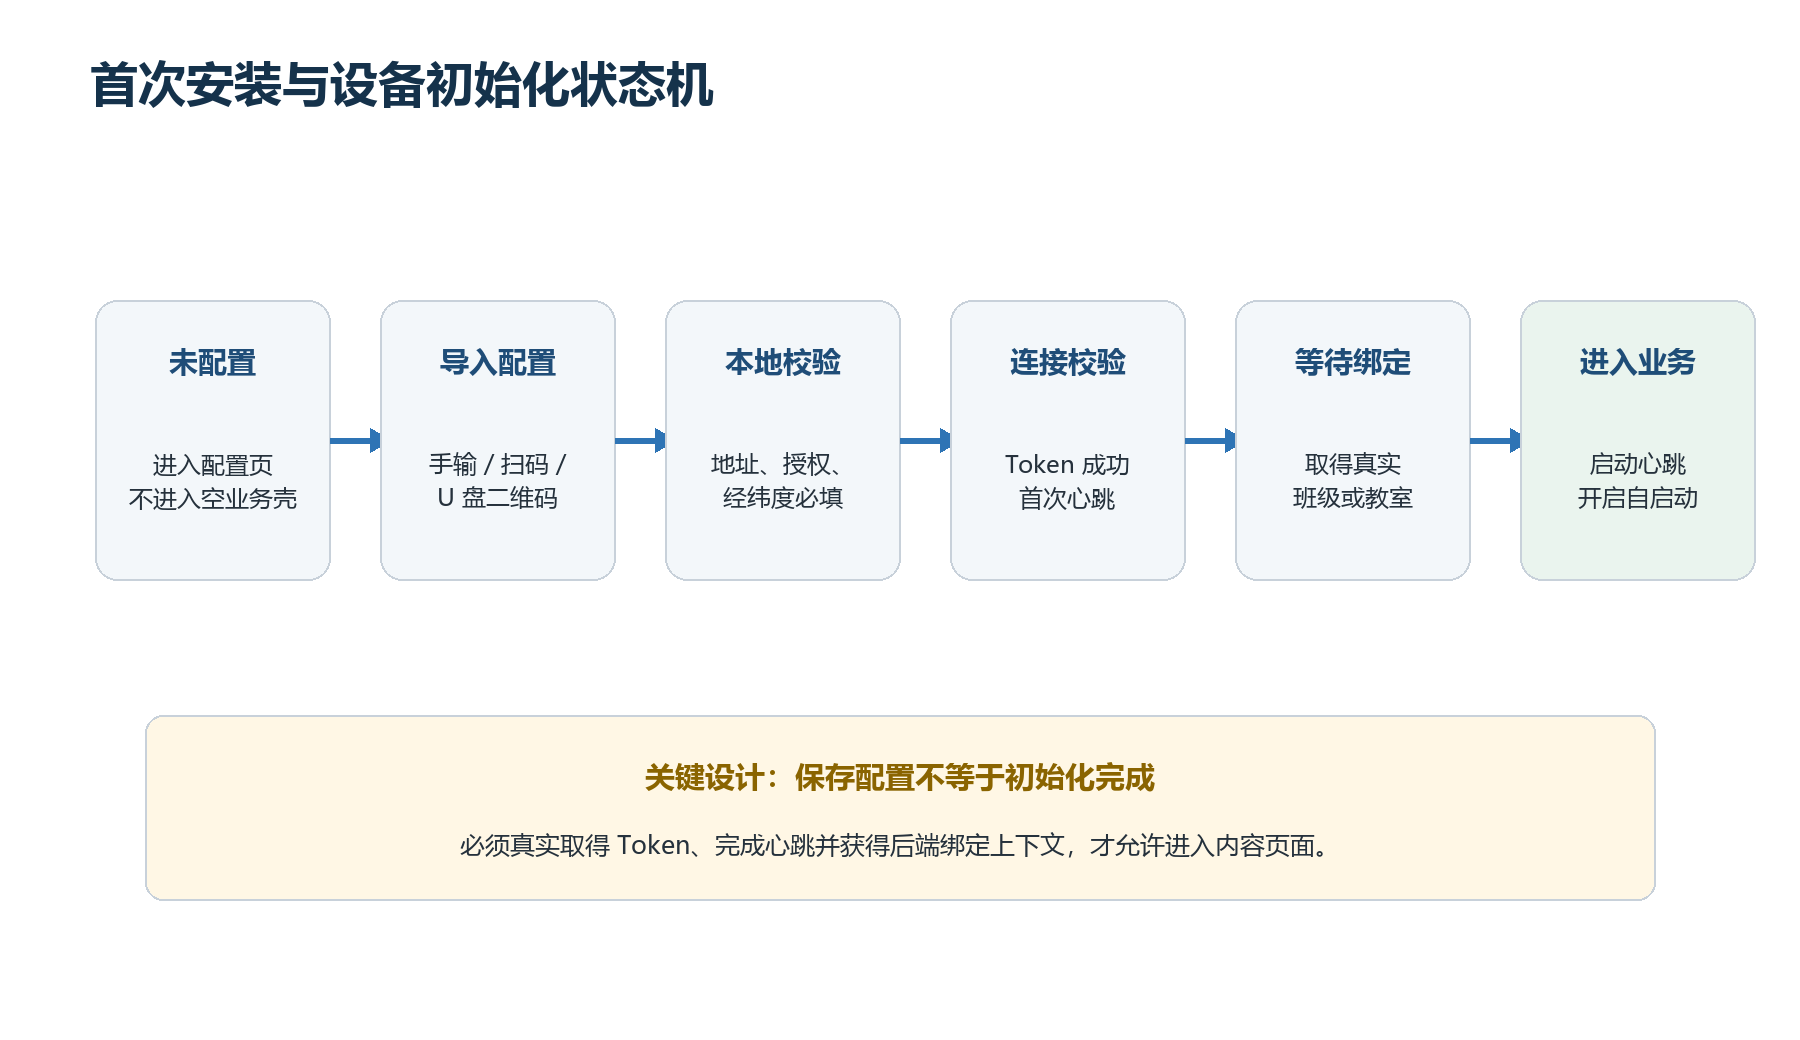 首次安装与设备初始化状态机
未配置
进入配置页
不进入空业务壳
导入配置
手输 / 扫码 /
U 盘二维码
本地校验
地址、授权、
经纬度必填
连接校验
Token 成功
首次心跳
等待绑定
取得真实
班级或教室
进入业务
启动心跳
开启自启动
关键设计：保存配置不等于初始化完成
必须真实取得 Token、完成心跳并获得后端绑定上下文，才允许进入内容页面。